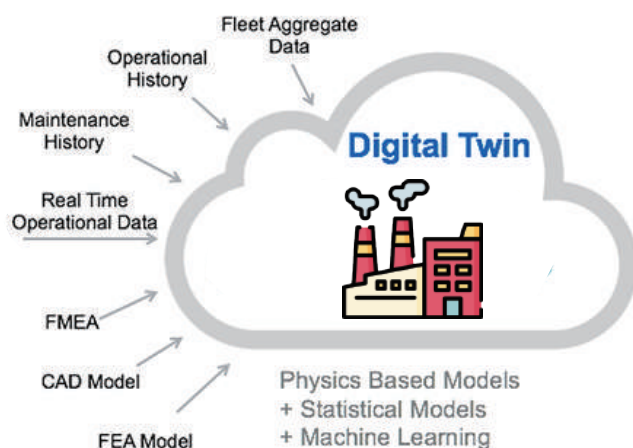 Fleet Aggregate
Data
Operational
History
Maintenance
History
Real Time
Operational Data
FMEA
CAD Model
FEA Model
Digital Twin
Physics Based Models
+ Statistical Models
+ Machine Learning